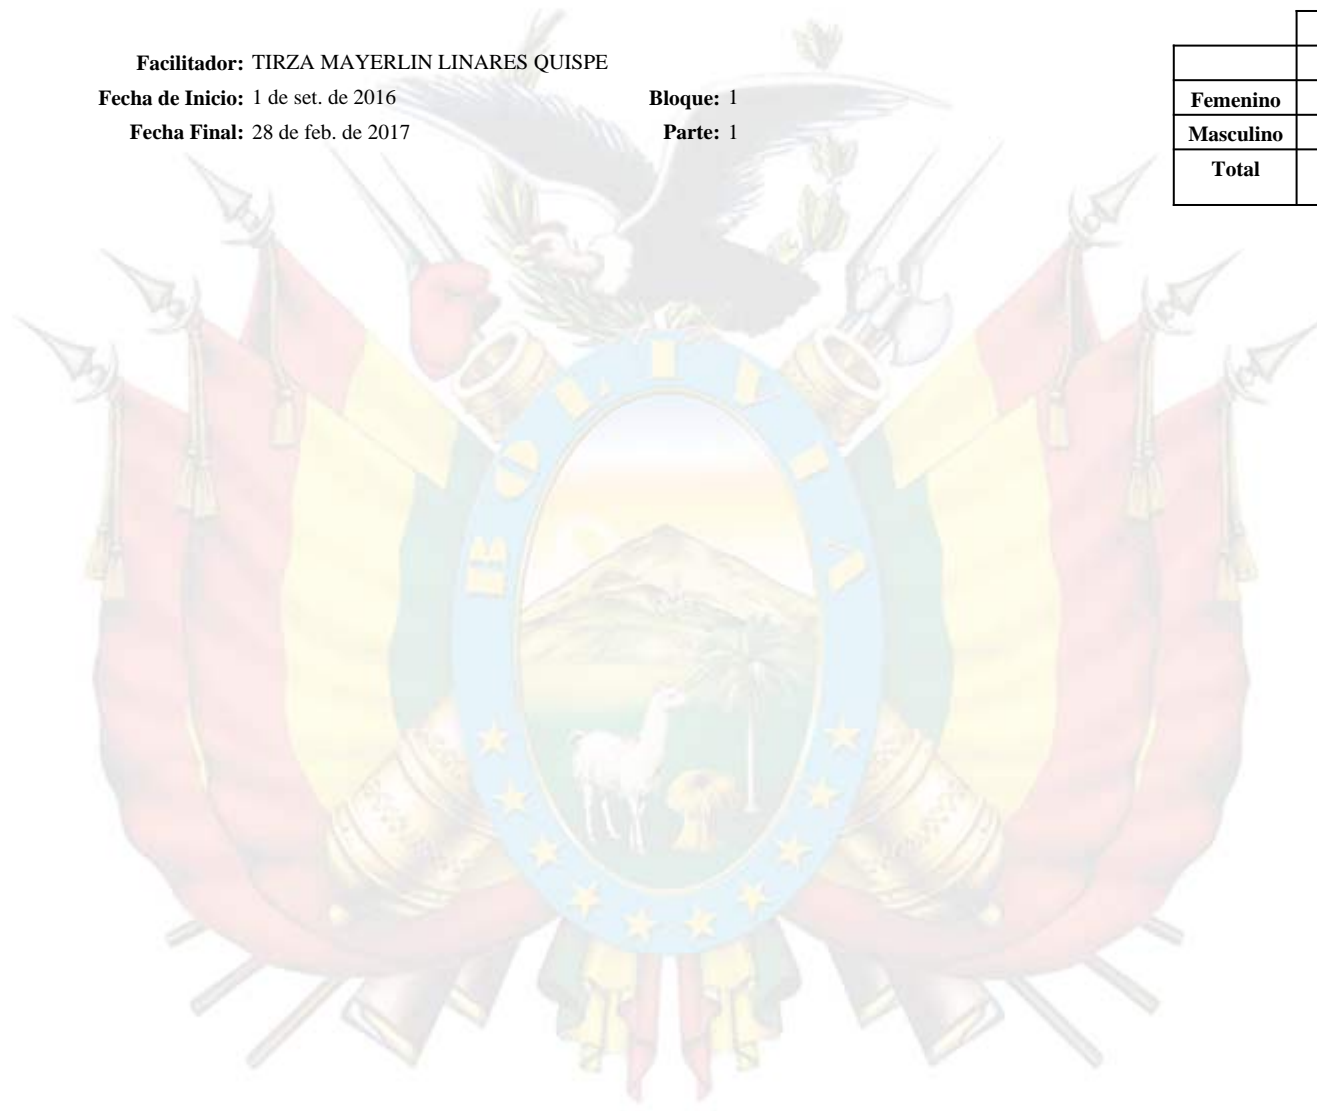 Facilitador: TIRZA MAYERLIN LINARES QUISPE
Fecha de Inicio: 1 de set. de 2016 Bloque: 1
Fecha Final: 28 de feb. de 2017 Parte: 1
Femenino
Masculino
Total
BOLIVIA